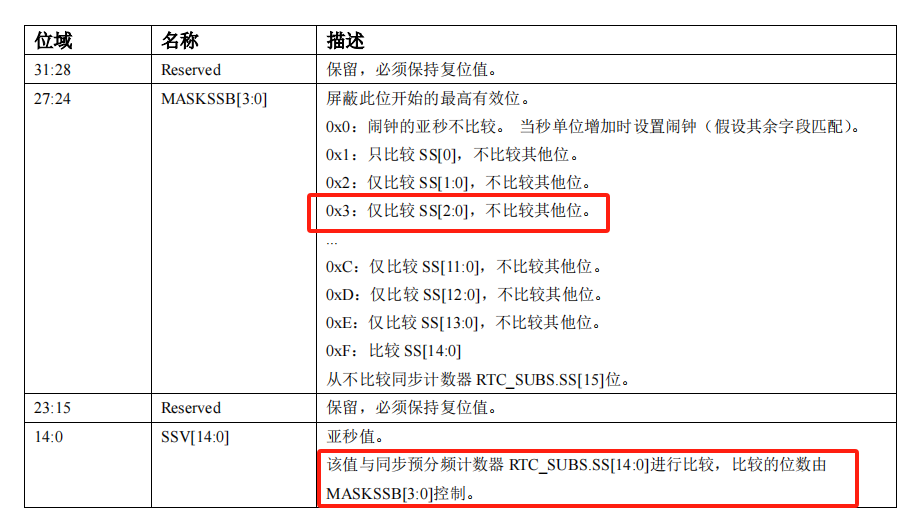 位域 名称 描述
31:28 Reserved 保留，必须保持复位值。
27:24 MASKSSB[3:0] 屏蔽此位开始的最高有效位。
0x0：闹钟的亚秒不比较。 当秒单位增加时设置闹钟（假设其余字段匹配）。
0x1：只比较 SS[0]，不比较其他位。
0x2：仅比较 SS[1:0]，不比较其他位。
0x3：仅比较 SS[2:0]，不比较其他位。
...
0xC：仅比较 SS[11:0]，不比较其他位。
0xD：仅比较 SS[12:0]，不比较其他位。
0xE：仅比较 SS[13:0]，不比较其他位。
0xF：比较 SS[14:0]
从不比较同步计数器 RTC_SUBS.SS[15]位。
23:15 Reserved 保留，必须保持复位值。
14:0 SSV[14:0] 亚秒值。
该值与同步预分频计数器 RTC_SUBS.SS[14:0]进行比较，比较的位数由
MASKSSB[3:0]控制。